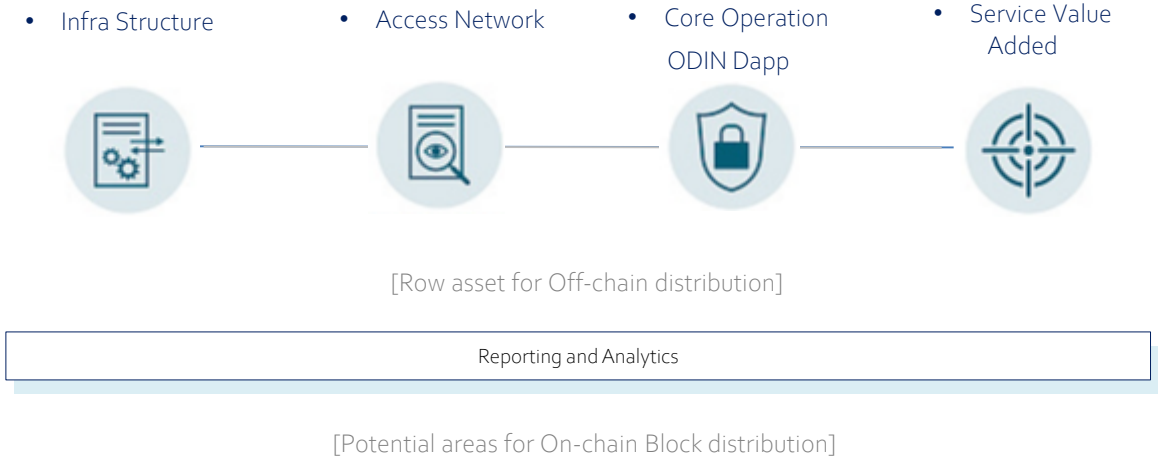 • Infra Structure
• Access Network
• Core Operation
ODIN Dapp
• Service Value
Added
[Row asset for Off-chain distribution]
Reporting and Analytics
[Potential areas for On-chain Block distribution]